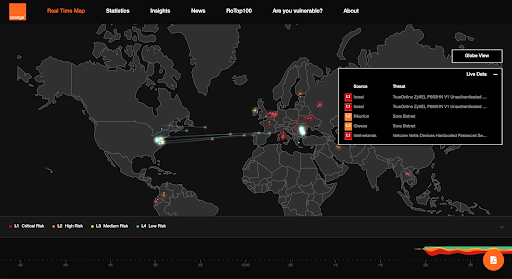 orange
Real Time Map
Statistics
Insights
News
RoTop100
Are you vulnerable?
About
Globe View
Live Data
Source Threat
L1 Israel TrueOnline ZyXEL P660HN V1 Unauthenticated ...
L1 Israel TrueOnline ZyXEL P660HN V1 Unauthenticated ...
L2 Réunion Sora Botnet
L2 Greece Sora Botnet
L1 Netherlands Netcore Netis Devices Hardcoded Password Se...
L1 Critical Risk
L2 High Risk
L3 Medium Risk
L4 Low Risk